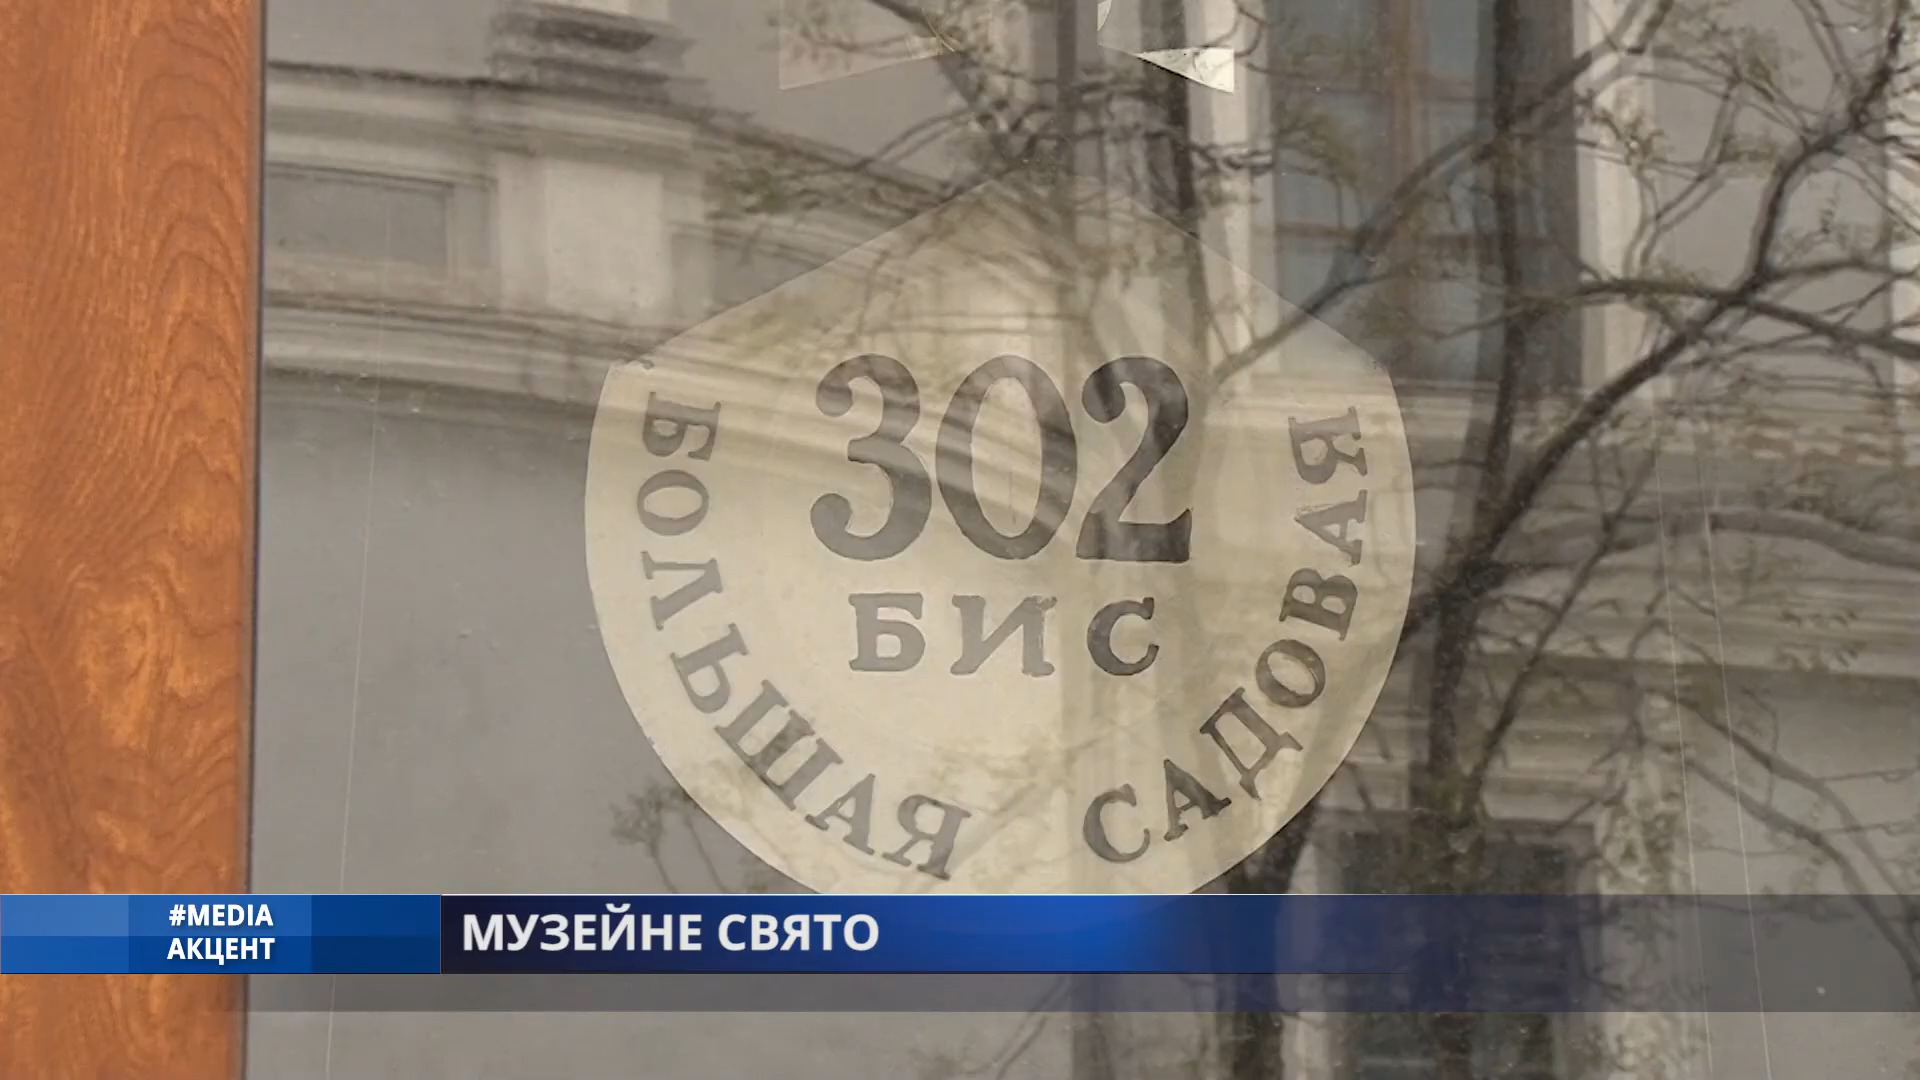 302
БИС
БОЛЬШАЯ САДОВАЯ
#MEDIA
АКЦЕНТ
МУЗЕЙНЕ СВЯТО